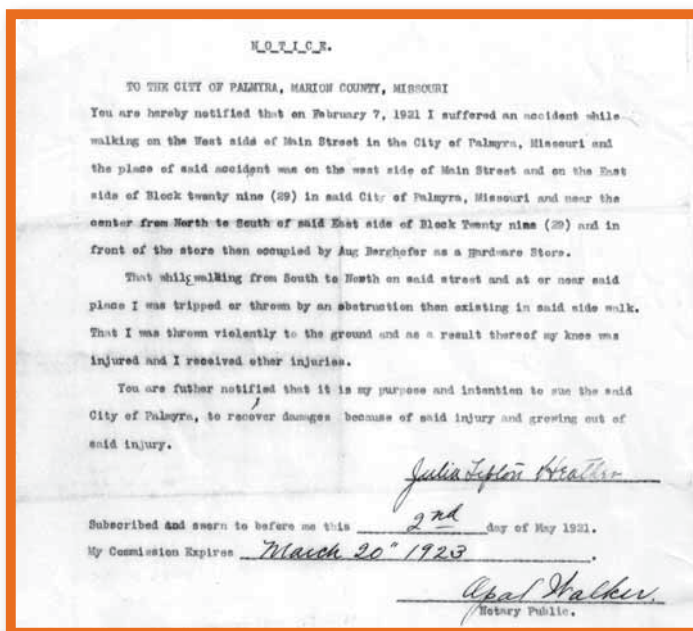 NOTICE.
TO THE CITY OF PALMYRA, MARION COUNTY, MISSOURI
You are hereby notified that on February 7, 1921 I suffered an accident while
walking on the West side of Main Street in the City of Palmyra, Missouri and
the place of said accident was on the west side of Main Street and on the East
side of Block twenty nine (29) in said City of Palmyra, Missouri and near the
center from North to South of said East side of Block Twenty nine (29) and in
front of the store then occupied by Aug Berghofer as a Hardware Store.
That while walking from South to North on said street and at or near said
place I was tripped or thrown by an obstruction then existing in said side walk.
That I was thrown violently to the ground and as a result thereof my knee was
injured and I received other injuries.
You are futher notified that it is my purpose and intention to sue the said
City of Palmyra, to recover damages because of said injury and growing out of
said injury.
Julia Tipton Heather
Subscribed and sworn to before me this 2nd day of May 1921.
My Commission Expires March 20" 1923.
Opal Walker.
Notary Public.